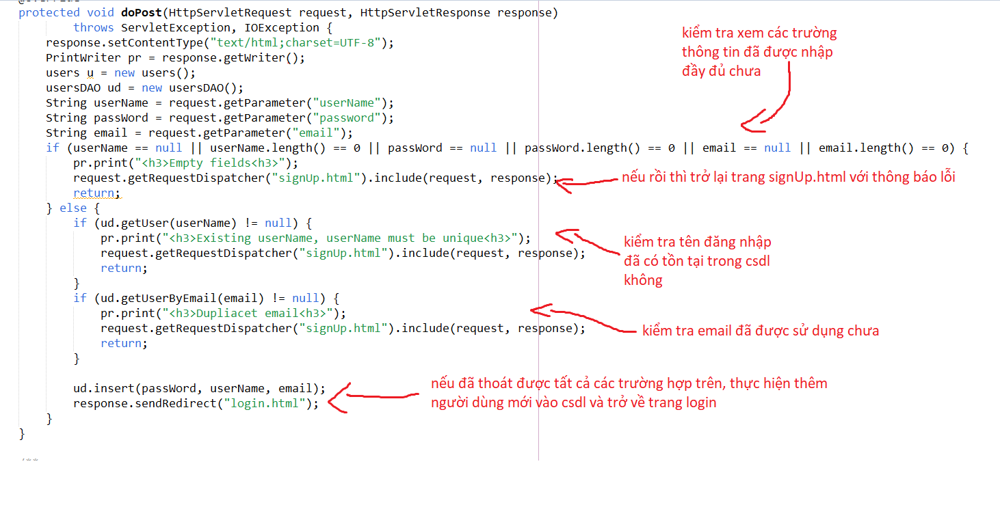 @Override
protected void doPost(HttpServletRequest request, HttpServletResponse response)
throws ServletException, IOException {
response.setContentType("text/html;charset=UTF-8");
PrintWriter pr = response.getWriter();
users u = new users();
usersDAO ud = new usersDAO();
String userName = request.getParameter("userName");
String passWord = request.getParameter("password");
String email = request.getParameter("email");
kiểm tra xem các trường
thông tin đã được nhập
đầy đủ chưa
if (userName == null || userName.length() == 0 || passWord == null || passWord.length() == 0 || email == null || email.length() == 0) {
pr.print("<h3>Empty fields<h3>");
request.getRequestDispatcher("signUp.html").include(request, response);
nếu rồi thì trở lại trang signUp.html với thông báo lỗi
return;
} else {
if (ud.getUser(userName) != null) {
pr.print("<h3>Existing userName, userName must be unique<h3>");
request.getRequestDispatcher("signUp.html").include(request, response);
return;
}
kiểm tra tên đăng nhập
đã có tồn tại trong csdl
không
if (ud.getUserByEmail(email) != null) {
pr.print("<h3>Dupliacet email<h3>");
request.getRequestDispatcher("signUp.html").include(request, response);
return;
}
kiểm tra email đã được sử dụng chưa
ud.insert(passWord, userName, email);
response.sendRedirect("login.html");
nếu đã thoát được tất cả các trường hợp trên, thực hiện thêm
người dùng mới vào csdl và trở về trang login
}
}
/**